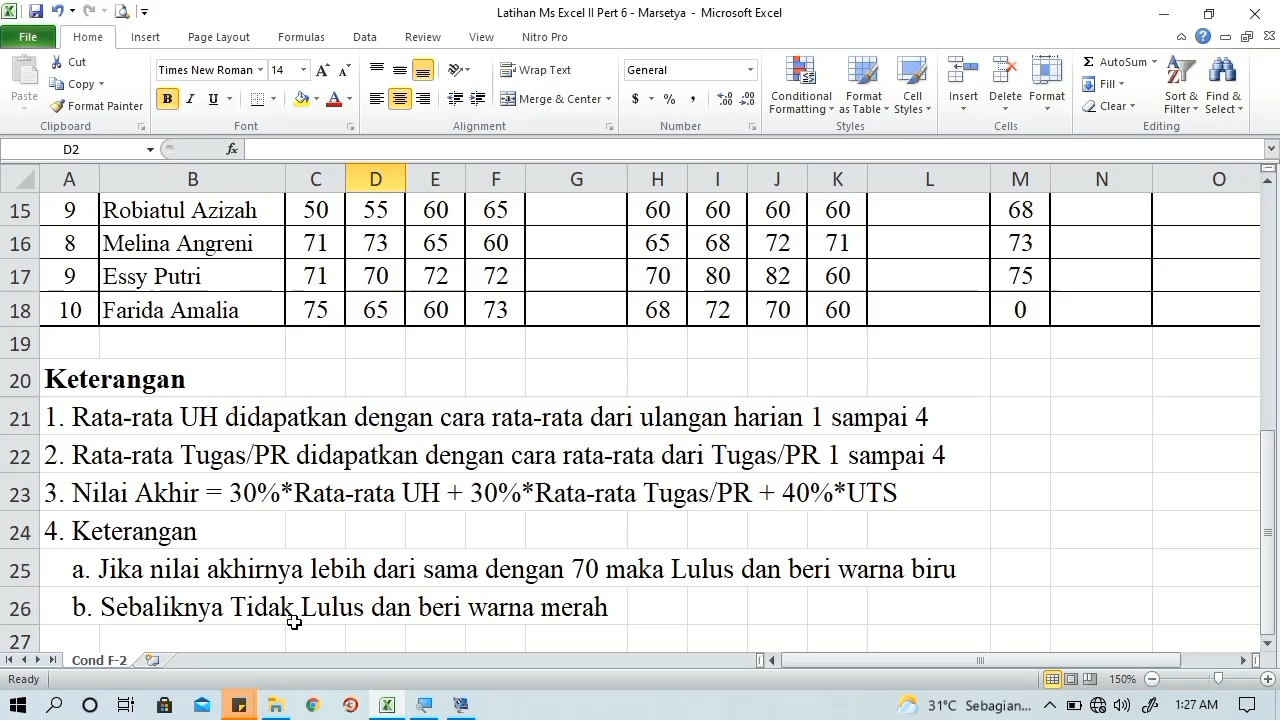 Latihan Ms Excel II Pert 6 - Marsetya - Microsoft Excel
File Home Insert Page Layout Formulas Data Review View Nitro Pro
Paste
Cut
Copy
Format Painter
Clipboard
Times New Roman 14
A A
B I U A
Font
Wrap Text
Merge & Center
Alignment
General
$ % ,
Number
Conditional Formatting
Format as Table
Cell Styles
Styles
Insert Delete Format
Cells
AutoSum
Fill
Clear
Sort & Filter
Find & Select
Editing
D2 fx
A B C D E F G H I J K L M N O
15 9 Robiatul Azizah 50 55 60 65 60 60 60 60 68
16 8 Melina Angreni 71 73 65 60 65 68 72 71 73
17 9 Essy Putri 71 70 72 72 70 80 82 60 75
18 10 Farida Amalia 75 65 60 73 68 72 70 60 0
19
20 Keterangan
21 1. Rata-rata UH didapatkan dengan cara rata-rata dari ulangan harian 1 sampai 4
22 2. Rata-rata Tugas/PR didapatkan dengan cara rata-rata dari Tugas/PR 1 sampai 4
23 3. Nilai Akhir = 30%*Rata-rata UH + 30%*Rata-rata Tugas/PR + 40%*UTS
24 4. Keterangan
25 a. Jika nilai akhirnya lebih dari sama dengan 70 maka Lulus dan beri warna biru
26 b. Sebaliknya Tidak Lulus dan beri warna merah
27
Cond F-2
Ready 150%
31°C Sebagian... 1:27 AM